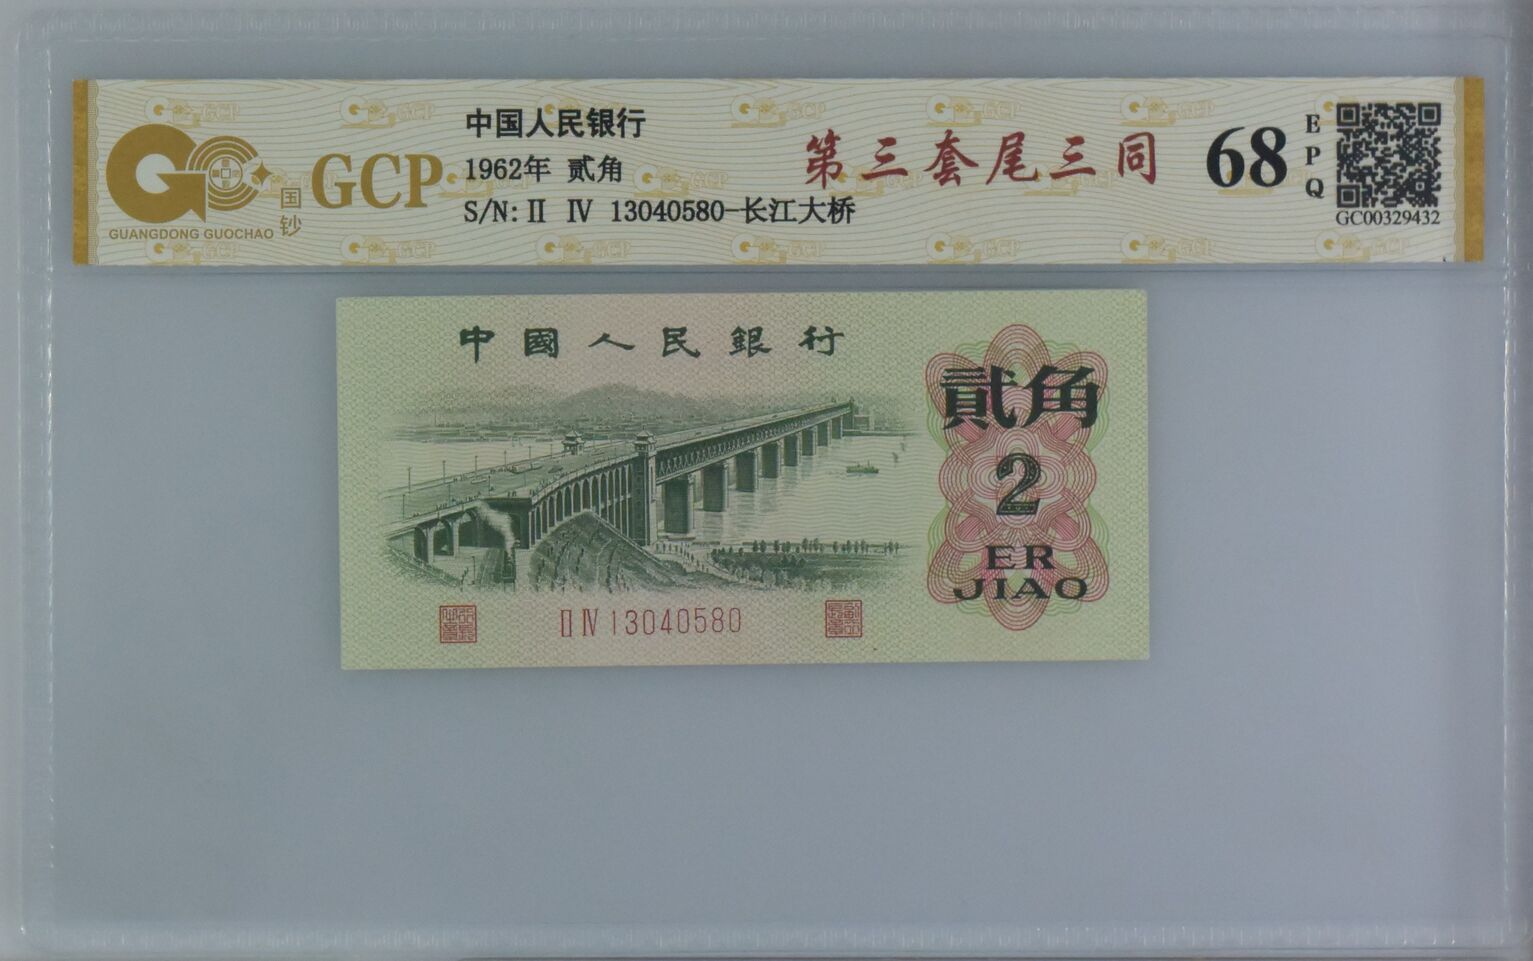 中国人民银行
1962年 贰角
S/N: II IV 13040580-长江大桥
第三套尾三同
68
EPQ
GC00329432
GCP
国钞
GUANGDONG GUOCHAO
中國人民銀行
貳角
2
ER
JIAO
II IV 13040580